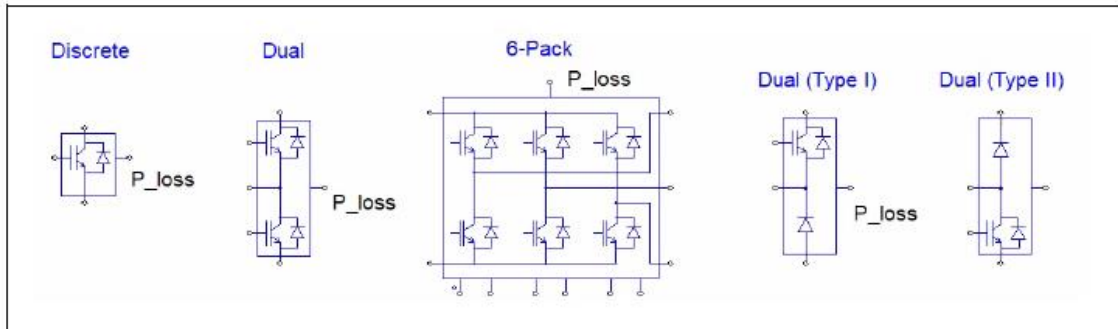 Discrete
Dual
6-Pack
Dual (Type I)
Dual (Type II)
P_loss
P_loss
P_loss
P_loss